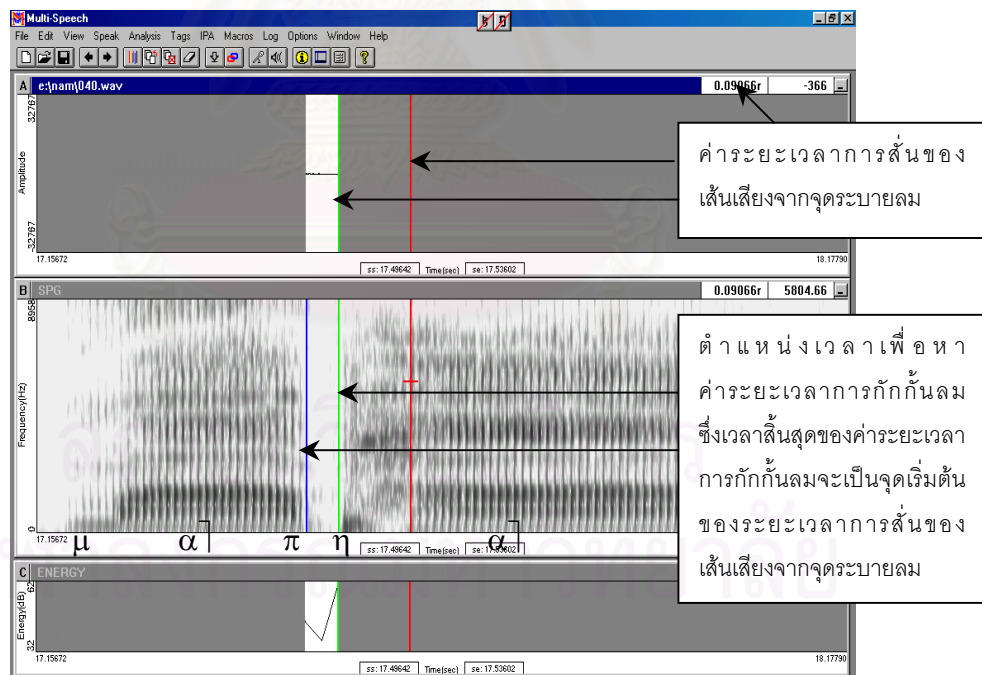 Multi-Speech
File Edit View Speak Analysis Tags IPA Macros Log Options Window Help
A e:\nam\040.wav 0.09066r -366
32767
Amplitude
-32767
17.15672 18.17790
ss: 17.49642 Time(sec) se: 17.53602
ค่าระยะเวลาการสั่นของ
เส้นเสียงจากจุดระบายลม
B SPG 0.09066r 5804.66
8958
Frequency(Hz)
0
17.15672
μ α ˥ π η α ˥
ss: 17.49642 Time(sec) se: 17.53602
ตำแหน่งเวลาเพื่อหา
ค่าระยะเวลาการกักกั้นลม
ซึ่งเวลาสิ้นสุดของค่าระยะเวลา
การกักกั้นลมจะเป็นจุดเริ่มต้น
ของระยะเวลาการสั่นของ
เส้นเสียงจากจุดระบายลม
C ENERGY
62
Energy(dB)
32
17.15672 18.17790
ss: 17.49642 Time(sec) se: 17.53602